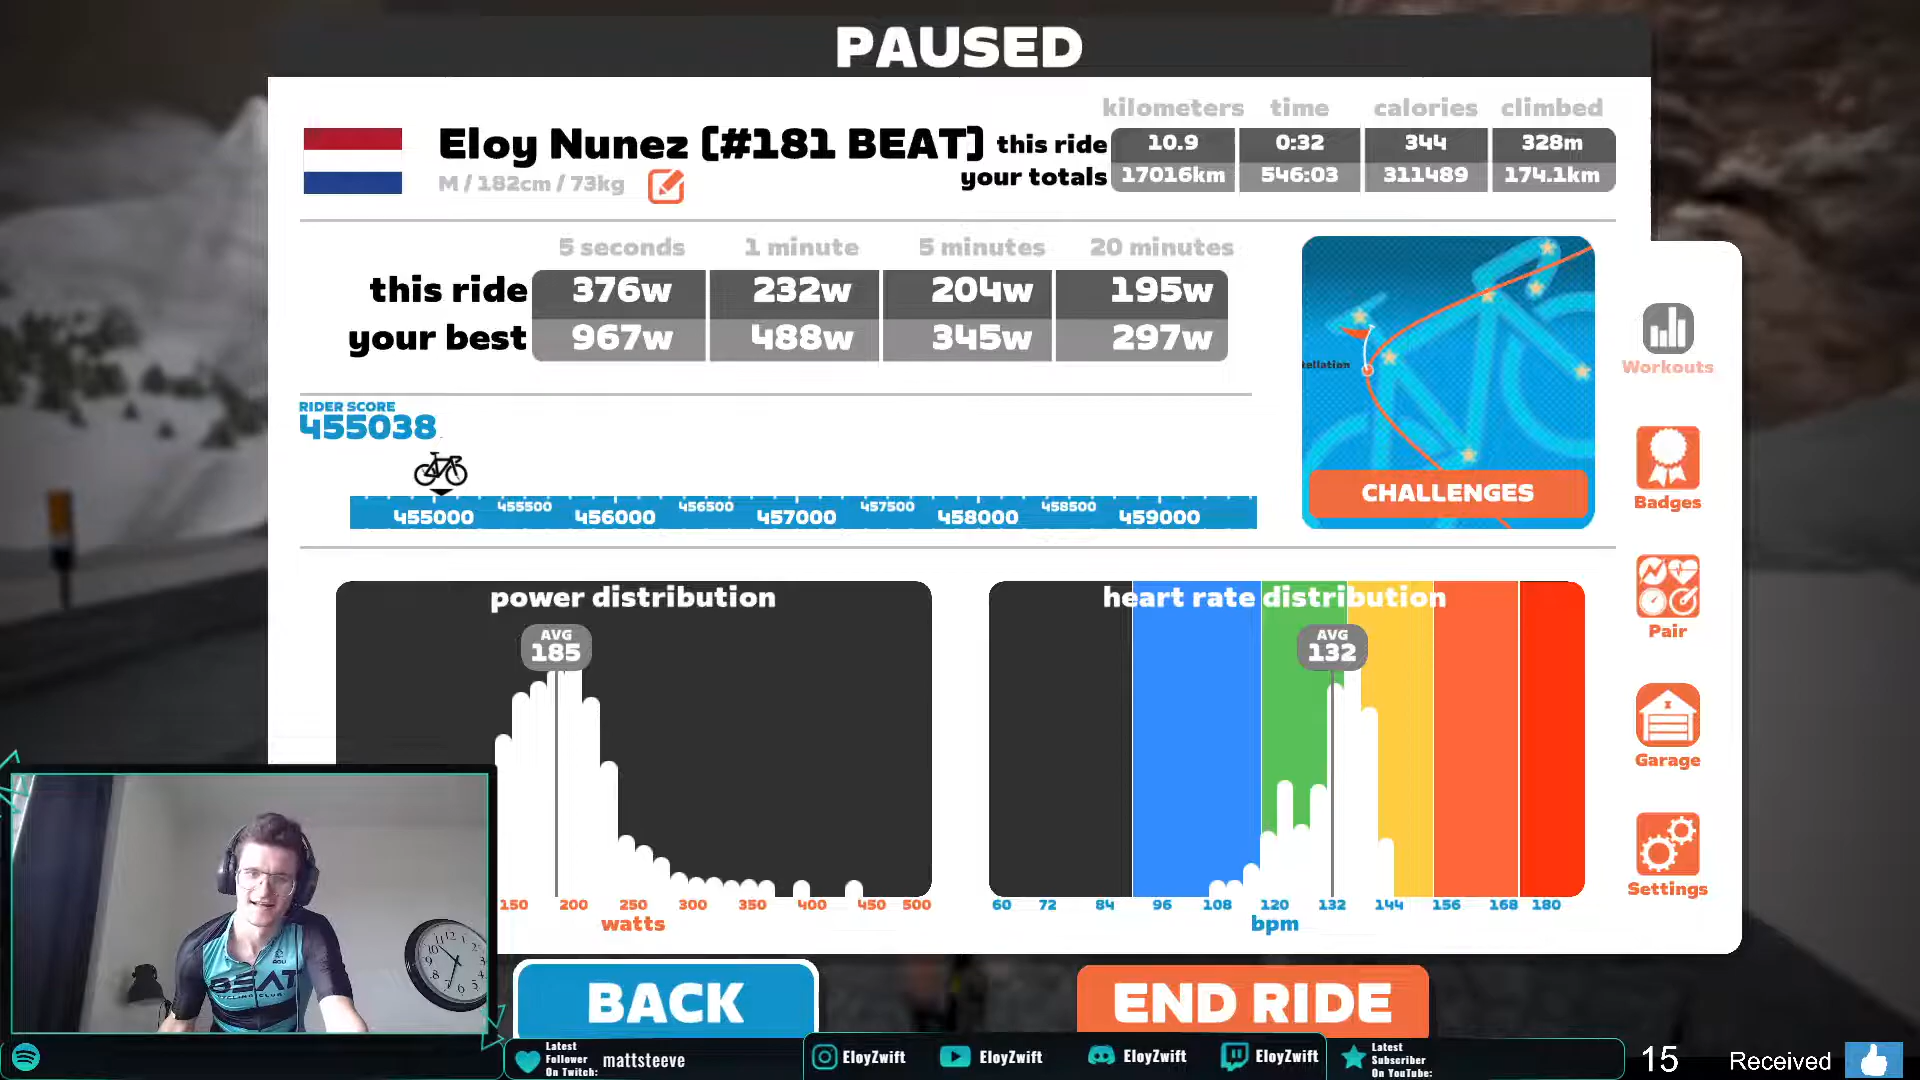 PAUSED
kilometers time calories climbed
Eloy Nunez (#181 BEAT) this ride 10.9 0:32 344 328m
M / 182cm / 73kg your totals 17016km 546:03 311489 174.1km
5 seconds 1 minute 5 minutes 20 minutes
this ride 376w 232w 204w 195w
your best 967w 488w 345w 297w
tellation
CHALLENGES
Workouts
Badges
Pair
Garage
Settings
RIDER SCORE
455038
455000 455500 456000 456500 457000 457500 458000 458500 459000
power distribution
AVG
185
150 200 250 300 350 400 450 500
watts
heart rate distribution
AVG
132
60 72 84 96 108 120 132 144 156 168 180
bpm
BEAT
CYCLING CLUB
BACK
END RIDE
Latest
Follower
On Twitch: mattsteeve
EloyZwift EloyZwift EloyZwift EloyZwift
Latest
Subscriber
On YouTube:
15 Received